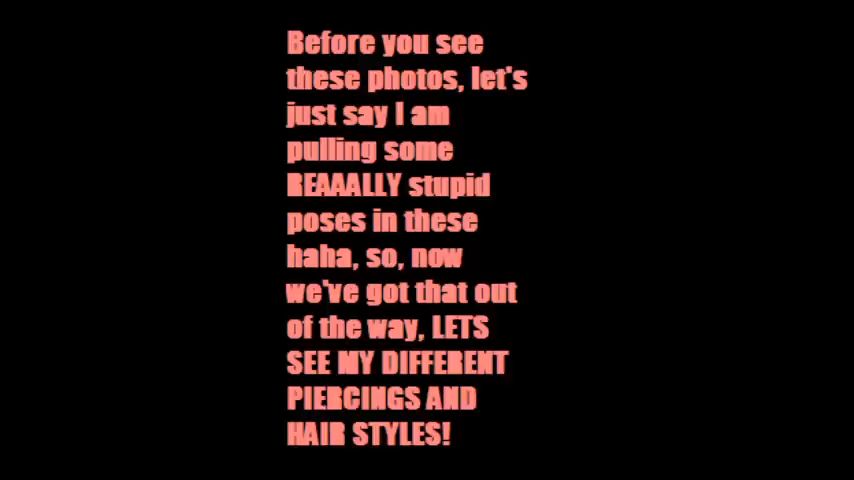 Before you see
these photos, let's
just say I am
pulling some
REAAALLY stupid
poses in these
haha, so, now
we've got that out
of the way, LETS
SEE MY DIFFERENT
PIERCINGS AND
HAIR STYLES!